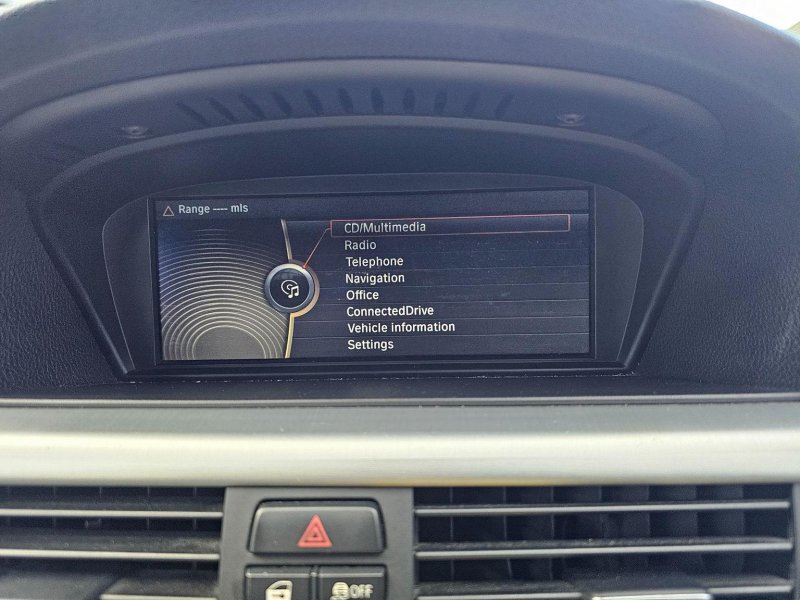 Range ---- mls
CD/Multimedia
Radio
Telephone
Navigation
Office
ConnectedDrive
Vehicle information
Settings
OFF